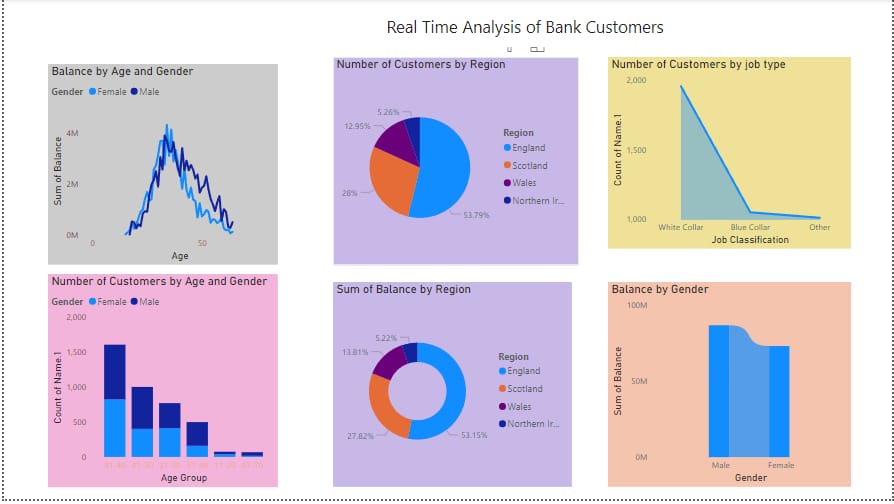 Real Time Analysis of Bank Customers
Balance by Age and Gender
Gender Female Male
Sum of Balance
4M
2M
0M
0 50
Age
Number of Customers by Region
5.26%
12.95%
28%
53.79%
Region
England
Scotland
Wales
Northern Ir...
Number of Customers by job type
Count of Name.1
2,000
1,500
1,000
White Collar Blue Collar Other
Job Classification
Number of Customers by Age and Gender
Gender Female Male
Count of Name.1
2,000
1,500
1,000
500
0
Age Group
Sum of Balance by Region
5.22%
13.81%
27.82%
53.15%
Region
England
Scotland
Wales
Northern Ir...
Balance by Gender
Sum of Balance
100M
50M
0M
Male Female
Gender